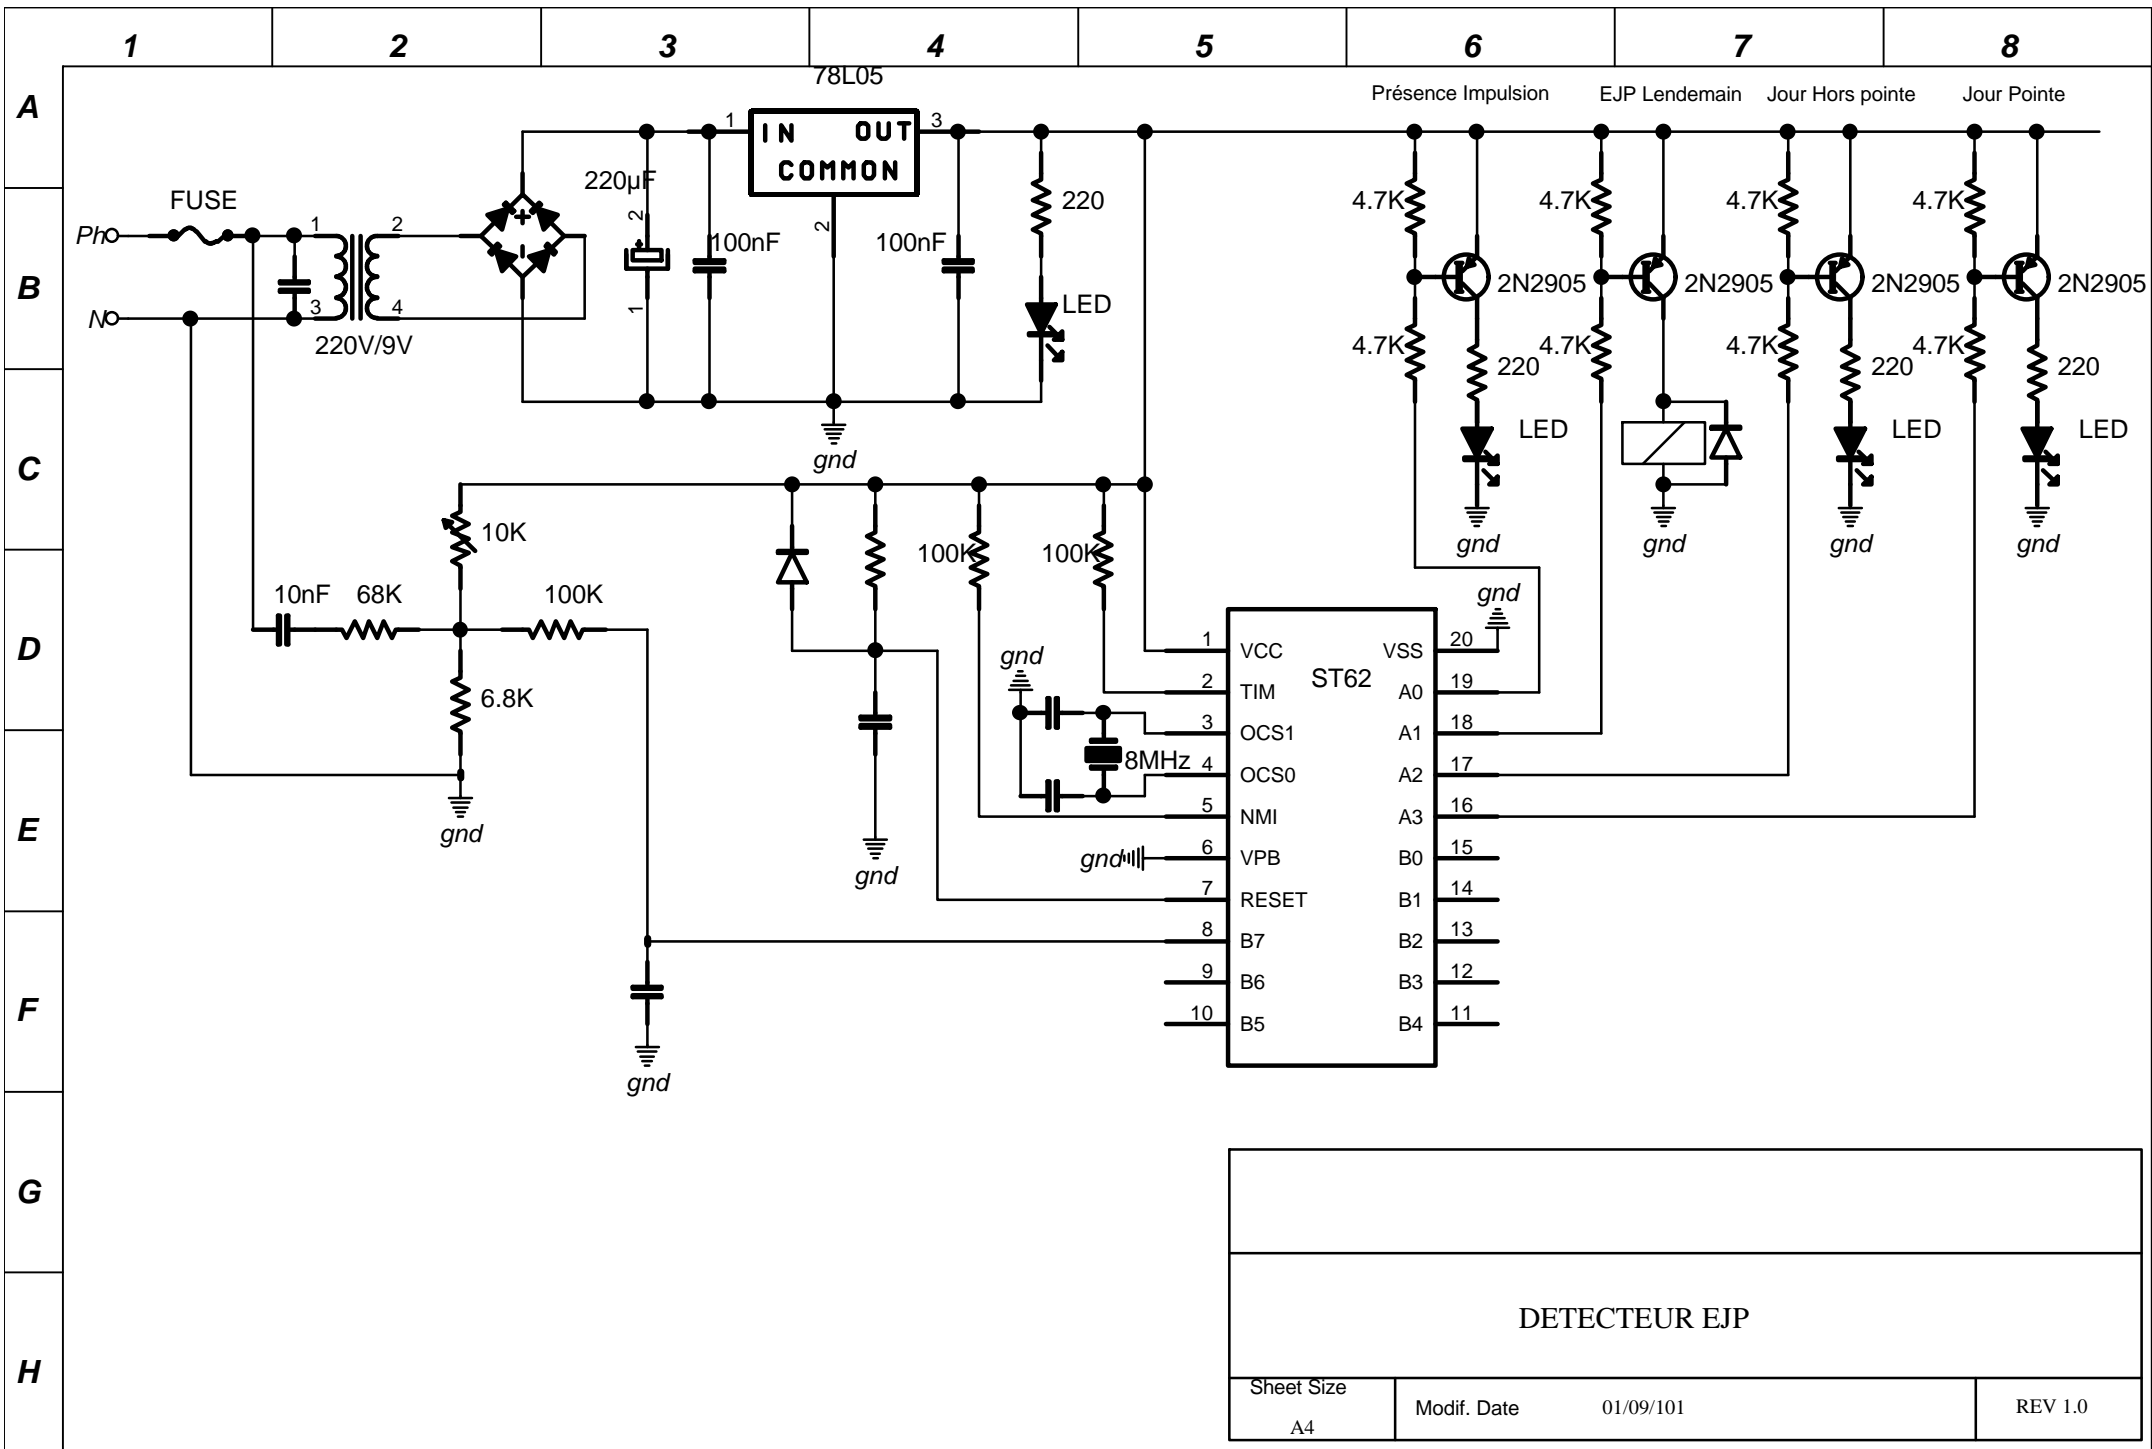 1 2 3 4 5 6 7 8
A
B
C
D
E
F
G
H
78L05
1 IN OUT 3
COMMON
2
Présence Impulsion EJP Lendemain Jour Hors pointe Jour Pointe
FUSE
Ph
N
1 2
3 4
220V/9V
220µF
2
1
100nF
100nF
220
LED
gnd
4.7K 4.7K 4.7K 4.7K
2N2905 2N2905 2N2905 2N2905
4.7K 4.7K 4.7K 4.7K
220 220 220
LED LED LED
gnd gnd gnd gnd
10K
100K 100K
10nF 68K 100K
6.8K
gnd
gnd
gnd
8MHz
gnd
gnd
gnd
ST62
1 VCC VSS 20
2 TIM A0 19
3 OCS1 A1 18
4 OCS0 A2 17
5 NMI A3 16
6 VPB B0 15
7 RESET B1 14
8 B7 B2 13
9 B6 B3 12
10 B5 B4 11
DETECTEUR EJP
Sheet Size
A4
Modif. Date 01/09/101
REV 1.0